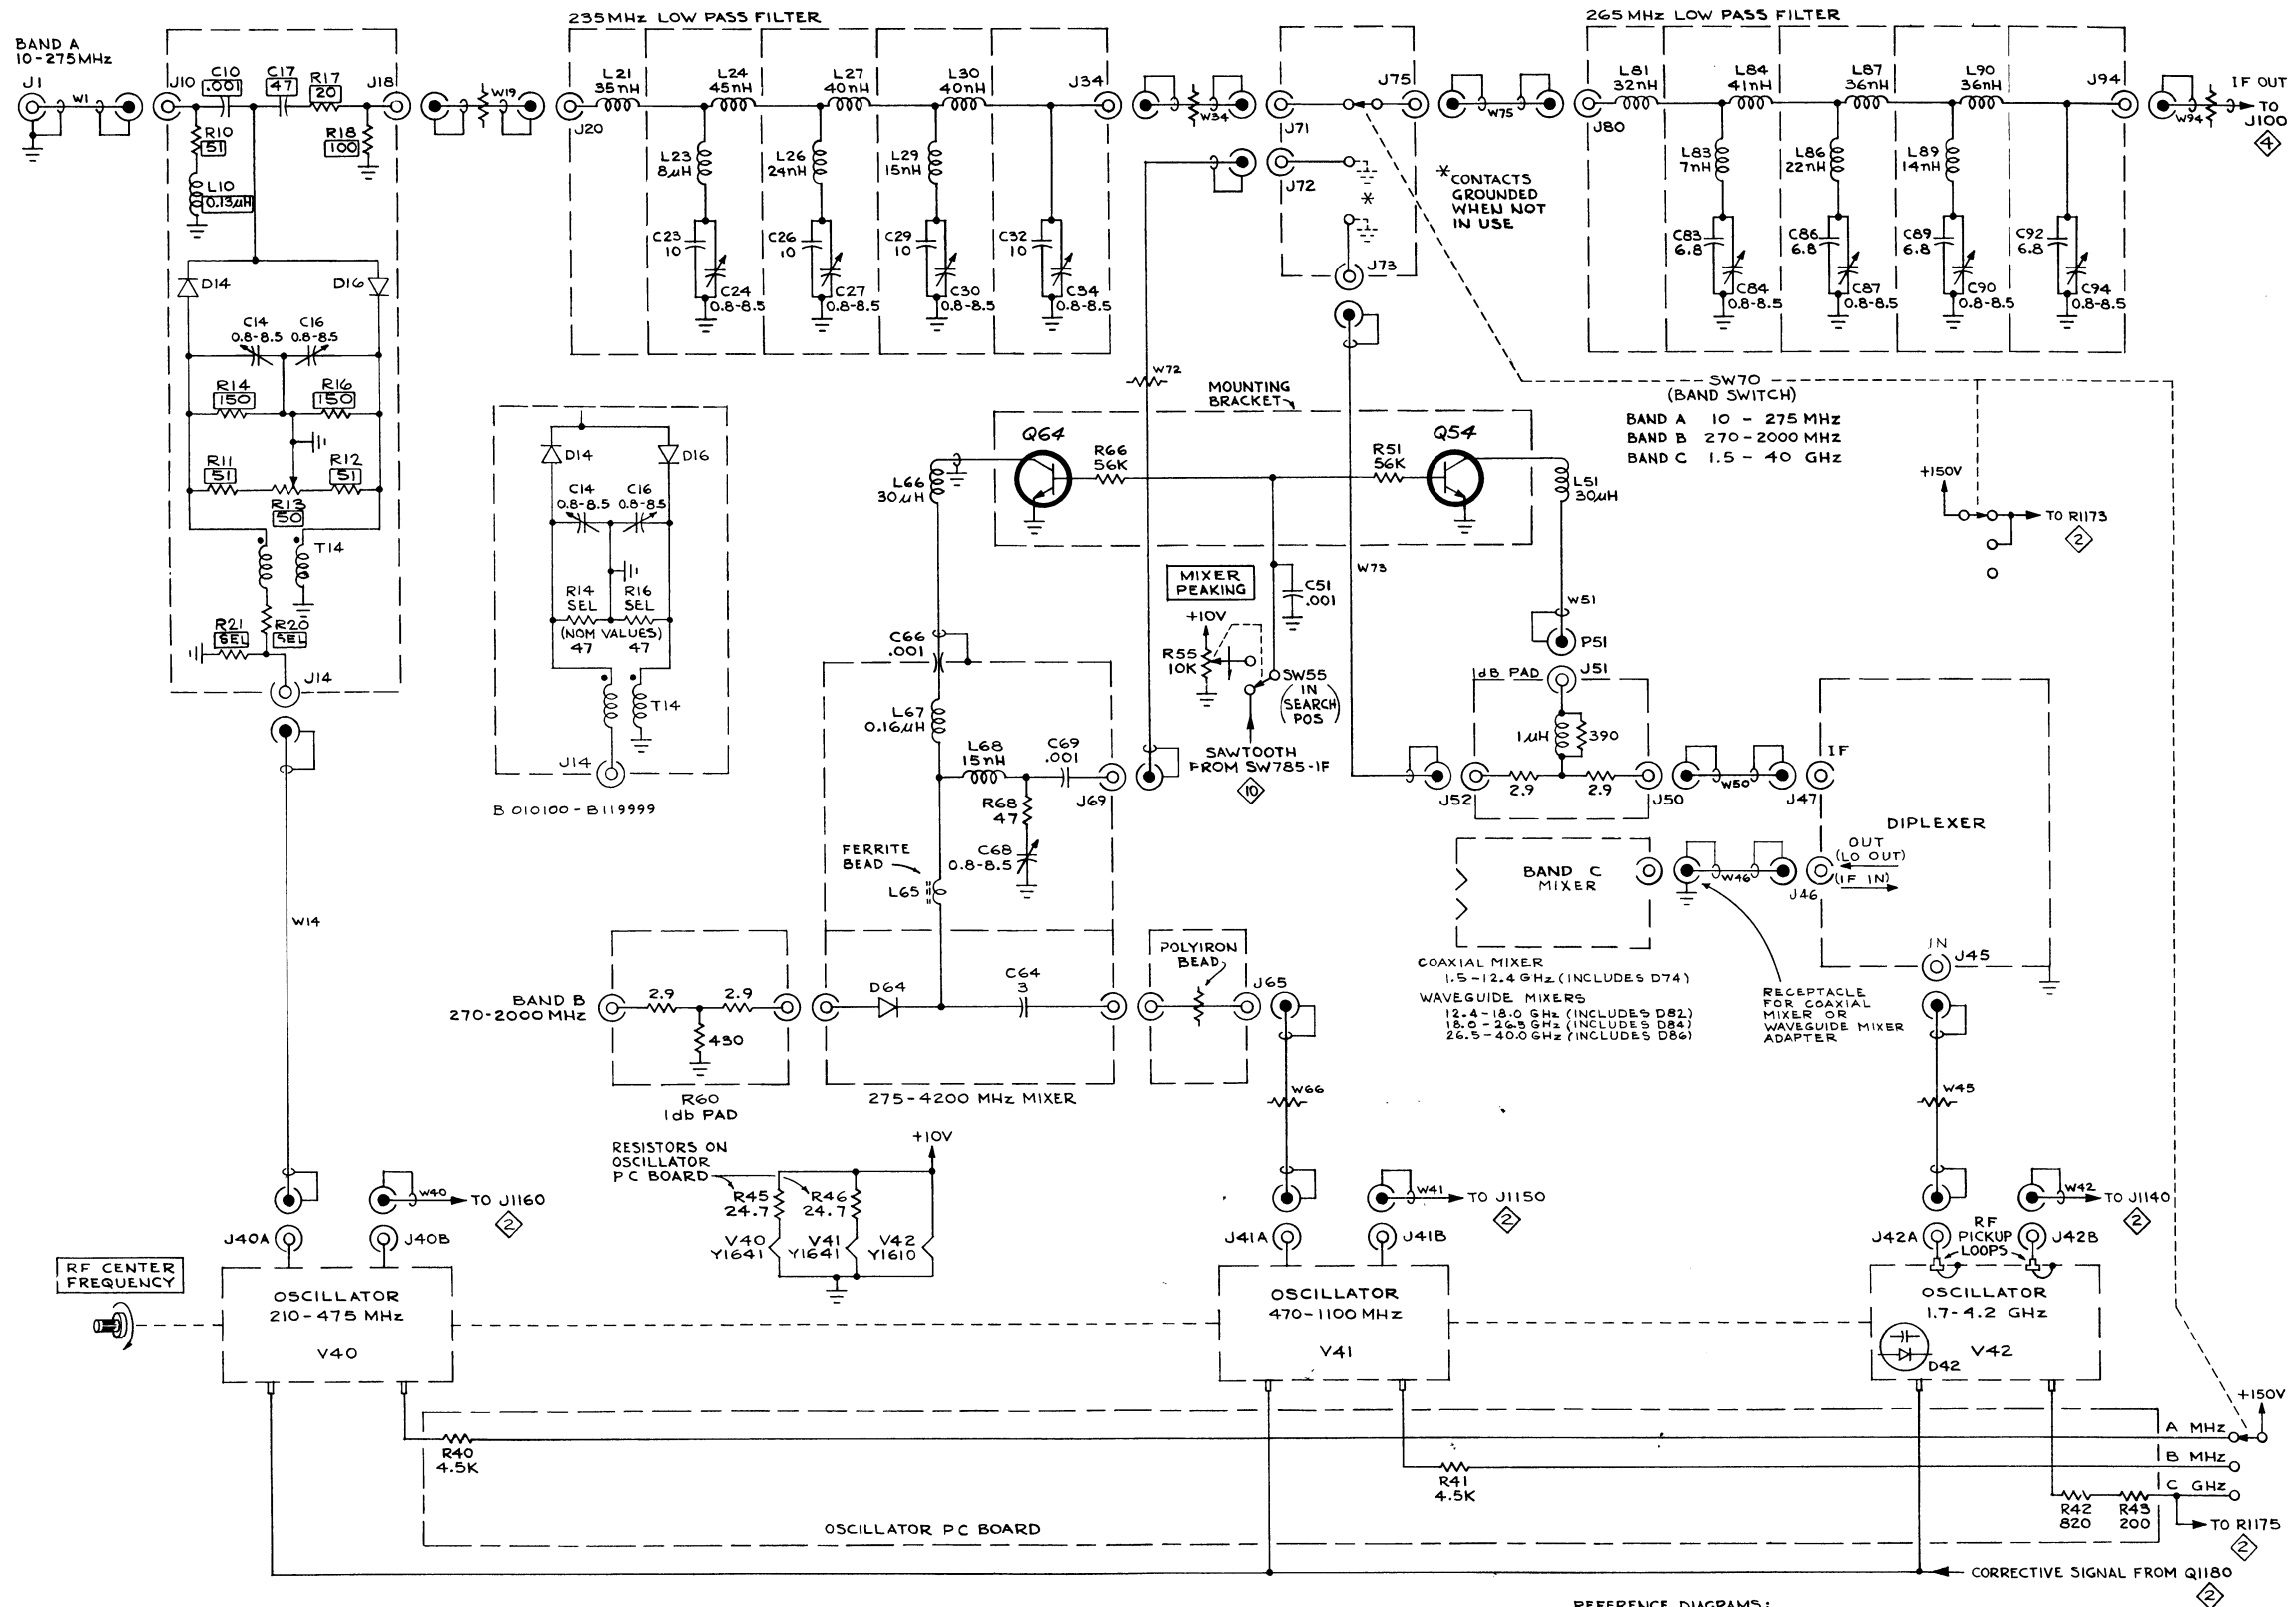 235MHz LOW PASS FILTER
265 MHz LOW PASS FILTER
BAND A
10-275MHz
J1
W1
J10
C10
.001
C17
47
R17
20
J18
R10
51
L10
0.13μH
R18
100
W19
J20
L21
35nH
L24
45nH
L27
40nH
L30
40nH
J34
L23
8μH
L26
24nH
L29
15nH
C23
10
C26
10
C29
10
C32
10
C24
0.8-8.5
C27
0.8-8.5
C30
0.8-8.5
C34
0.8-8.5
W34
J71
J75
J72
*
J73
* CONTACTS
GROUNDED
WHEN NOT
IN USE
W75
J80
L81
32nH
L84
41nH
L87
36nH
L90
36nH
J94
L83
7nH
L86
22nH
L89
14nH
C83
6.8
C86
6.8
C89
6.8
C92
6.8
C84
0.8-8.5
C87
0.8-8.5
C90
0.8-8.5
C94
0.8-8.5
W94
IF OUT
TO
J100
4
D14
D16
C14
0.8-8.5
C16
0.8-8.5
R14
150
R16
150
R11
51
R12
51
R13
50
T14
R21
SEL
R20
SEL
J14
W14
D14
D16
C14
0.8-8.5
C16
0.8-8.5
R14
SEL
R16
SEL
(NOM VALUES)
47
47
T14
J14
B 010100-B119999
W72
MOUNTING
BRACKET
Q64
R66
56K
R51
56K
Q54
L66
30μH
L51
30μH
W73
SW70
(BAND SWITCH)
BAND A 10 - 275 MHz
BAND B 270-2000 MHz
BAND C 1.5 - 40 GHz
+150V
TO R1173
2
MIXER
PEAKING
+10V
R55
10K
C51
.001
SW55
(IN
SEARCH
POS)
SAWTOOTH
FROM SW785-1F
10
W51
P51
C66
.001
L67
0.16μH
L68
15nH
C69
.001
J69
R68
47
C68
0.8-8.5
FERRITE
BEAD
L65
1dB PAD
J51
1μH
390
J52
2.9
2.9
J50
W50
J47
IF
DIPLEXER
OUT
(LO OUT)
(IF IN)
J46
W46
BAND C
MIXER
IN
J45
COAXIAL MIXER
1.5-12.4 GHz (INCLUDES D74)
WAVEGUIDE MIXERS
12.4-18.0 GHz (INCLUDES D82)
18.0-26.5 GHz (INCLUDES D84)
26.5-40.0 GHz (INCLUDES D86)
RECEPTACLE
FOR COAXIAL
MIXER OR
WAVEGUIDE MIXER
ADAPTER
BAND B
270-2000 MHz
2.9
2.9
430
R60
1db PAD
D64
C64
3
275-4200 MHz MIXER
POLYIRON
BEAD
J65
W66
W45
RESISTORS ON
OSCILLATOR
PC BOARD
+10V
R45
24.7
R46
24.7
V40
Y1641
V41
Y1641
V42
Y1610
W40
TO J1160
2
J40A
J40B
W41
TO J1150
2
J41A
J41B
W42
TO J1140
2
J42A
RF
PICKUP
LOOPS
J42B
RF CENTER
FREQUENCY
OSCILLATOR
210-475 MHz
V40
OSCILLATOR
470-1100 MHz
V41
OSCILLATOR
1.7-4.2 GHz
V42
D42
+150V
A MHz
B MHz
C GHz
R40
4.5K
R41
4.5K
R42
820
R43
200
TO R1175
2
OSCILLATOR PC BOARD
CORRECTIVE SIGNAL FROM Q1180
2
REFERENCE DIAGRAMS: